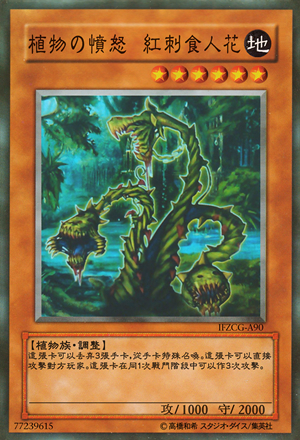 植物の憤怒 紅刺食人花 地
IFZCG-A90
【植物族·調整】
這張卡可以丟弃3張手卡,從手卡特殊召喚。這張卡可以直接
攻擊對方玩家。這張卡在同1次戰鬥階段中可以作3次攻擊。
攻/1000 守/2000
77239615 ©高橋和希 スタジオ・ダイス/集英社